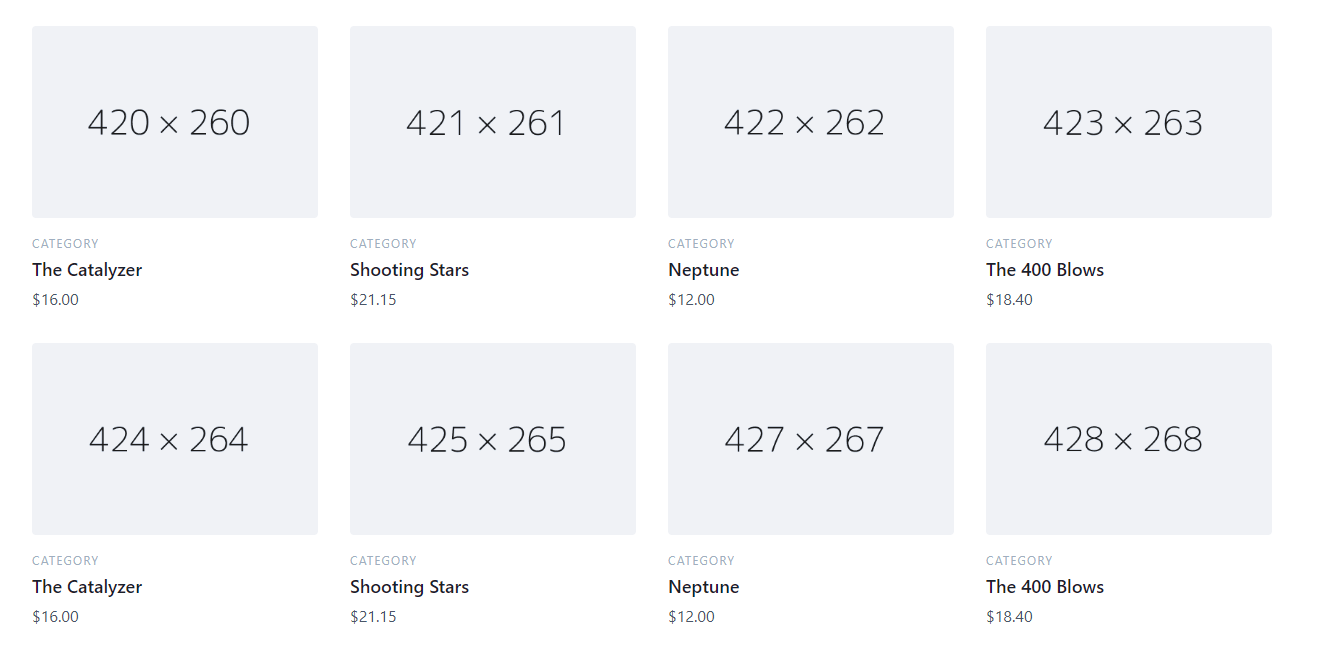 420 × 260
421 × 261
422 × 262
423 × 263
CATEGORY
The Catalyzer
$16.00
CATEGORY
Shooting Stars
$21.15
CATEGORY
Neptune
$12.00
CATEGORY
The 400 Blows
$18.40
424 × 264
425 × 265
427 × 267
428 × 268
CATEGORY
The Catalyzer
$16.00
CATEGORY
Shooting Stars
$21.15
CATEGORY
Neptune
$12.00
CATEGORY
The 400 Blows
$18.40